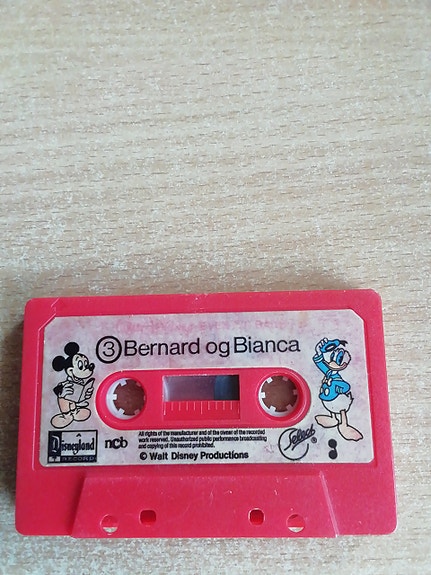 3 Bernard og Bianca
Disneyland
RECORD
ncb
All rights of the manufacturer and of the owner of the recorded
work reserved. Unauthorized public performance broadcasting
and copying of this record prohibited.
© Walt Disney Productions
Select ®